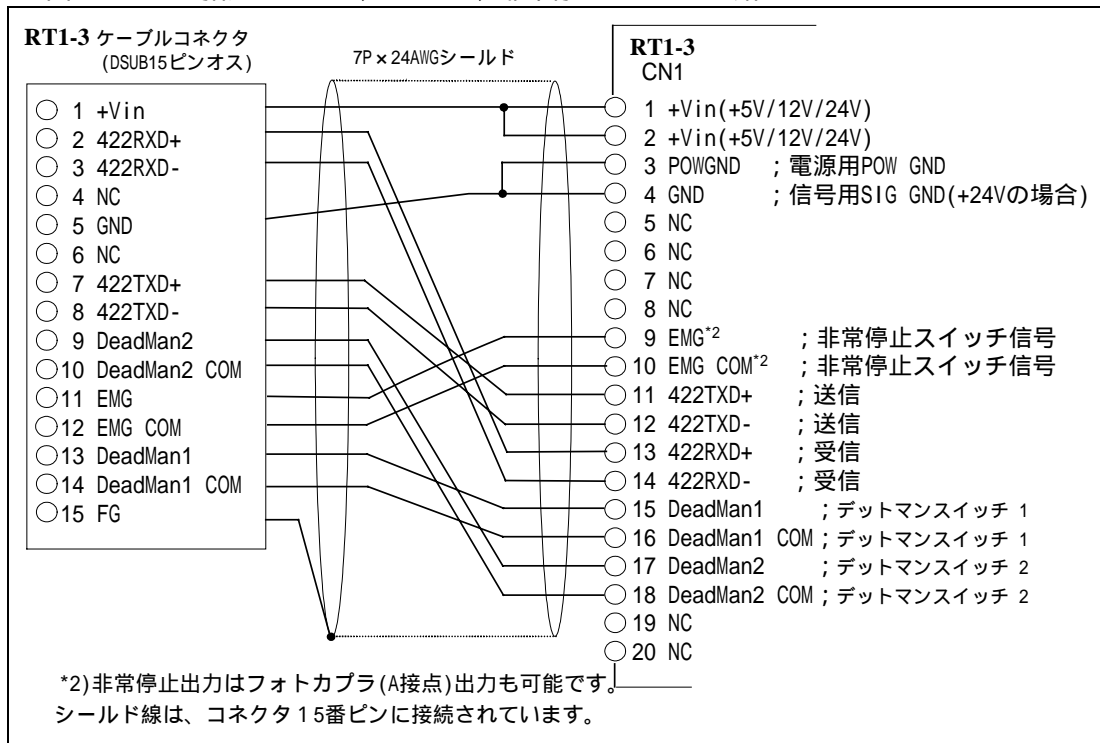 RT1-3 ケーブルコネクタ
(DSUB15ピンオス)
1 +Vin
2 422RXD+
3 422RXD-
4 NC
5 GND
6 NC
7 422TXD+
8 422TXD-
9 DeadMan2
10 DeadMan2 COM
11 EMG
12 EMG COM
13 DeadMan1
14 DeadMan1 COM
15 FG
7P×24AWGシールド
RT1-3
CN1
1 +Vin(+5V/12V/24V)
2 +Vin(+5V/12V/24V)
3 POWGND ；電源用POW GND
4 GND ；信号用SIG GND(+24Vの場合)
5 NC
6 NC
7 NC
8 NC
9 EMG*2 ；非常停止スイッチ信号
10 EMG COM*2 ；非常停止スイッチ信号
11 422TXD+ ；送信
12 422TXD- ；送信
13 422RXD+ ；受信
14 422RXD- ；受信
15 DeadMan1 ；デットマンスイッチ 1
16 DeadMan1 COM；デットマンスイッチ 1
17 DeadMan2 ；デットマンスイッチ 2
18 DeadMan2 COM；デットマンスイッチ 2
19 NC
20 NC
*2)非常停止出力はフォトカプラ(A接点)出力も可能です。
シールド線は、コネクタ１5番ピンに接続されています。